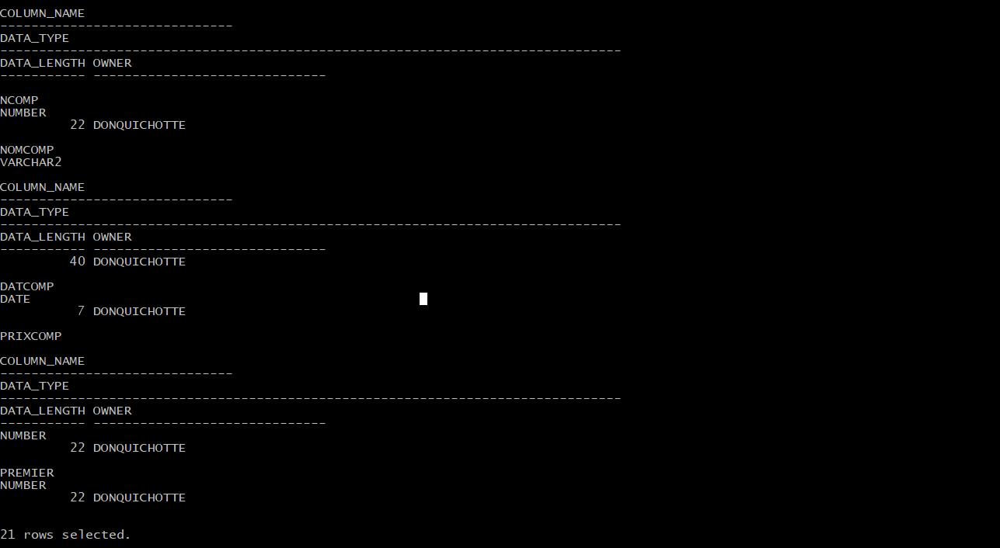 COLUMN_NAME
------------------------------
DATA_TYPE
--------------------------------------------------------------------------------
DATA_LENGTH OWNER
----------- ------------------------------

NCOMP
NUMBER
         22 DONQUICHOTTE

NOMCOMP
VARCHAR2

COLUMN_NAME
------------------------------
DATA_TYPE
--------------------------------------------------------------------------------
DATA_LENGTH OWNER
----------- ------------------------------
         40 DONQUICHOTTE

DATCOMP
DATE
          7 DONQUICHOTTE

PRIXCOMP

COLUMN_NAME
------------------------------
DATA_TYPE
--------------------------------------------------------------------------------
DATA_LENGTH OWNER
----------- ------------------------------
NUMBER
         22 DONQUICHOTTE

PREMIER
NUMBER
         22 DONQUICHOTTE


21 rows selected.